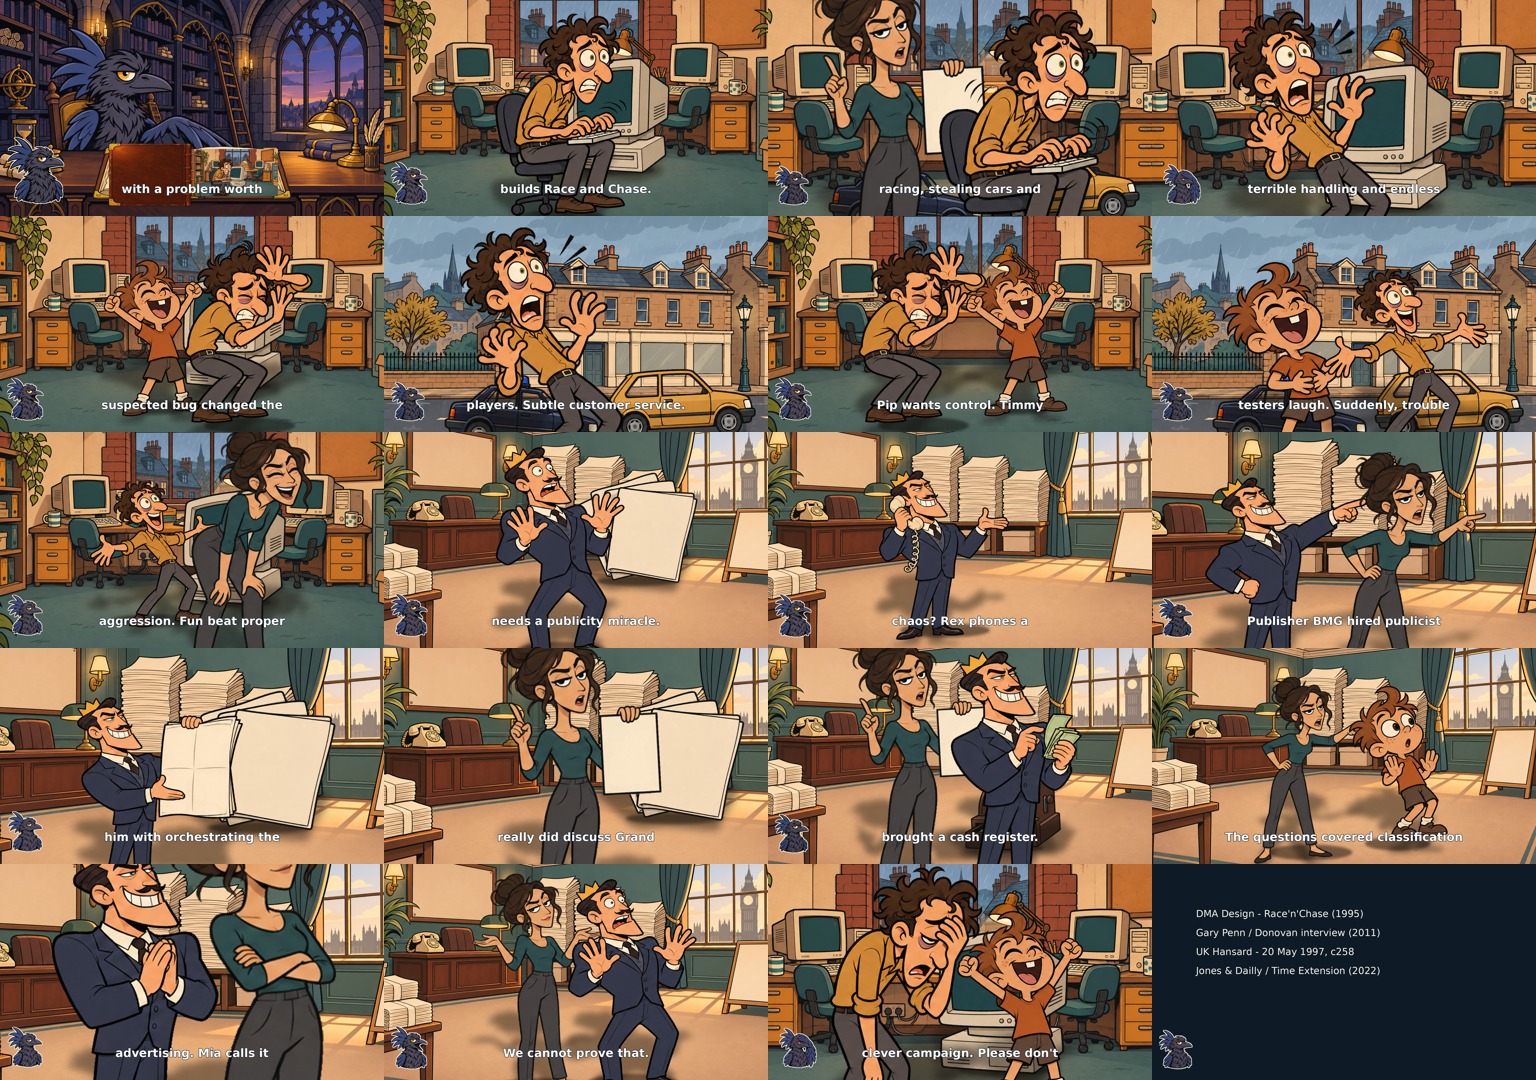 with a problem worth
builds Race and Chase.
racing, stealing cars and
terrible handling and endless
suspected bug changed the
players. Subtle customer service.
Pip wants control. Timmy
testers laugh. Suddenly, trouble
aggression. Fun beat proper
needs a publicity miracle.
chaos? Rex phones a
Publisher BMG hired publicist
him with orchestrating the
really did discuss Grand
brought a cash register.
The questions covered classification
advertising. Mia calls it
We cannot prove that.
clever campaign. Please don't
DMA Design - Race'n'Chase (1995)
Gary Penn / Donovan interview (2011)
UK Hansard - 20 May 1997, c258
Jones & Dailly / Time Extension (2022)